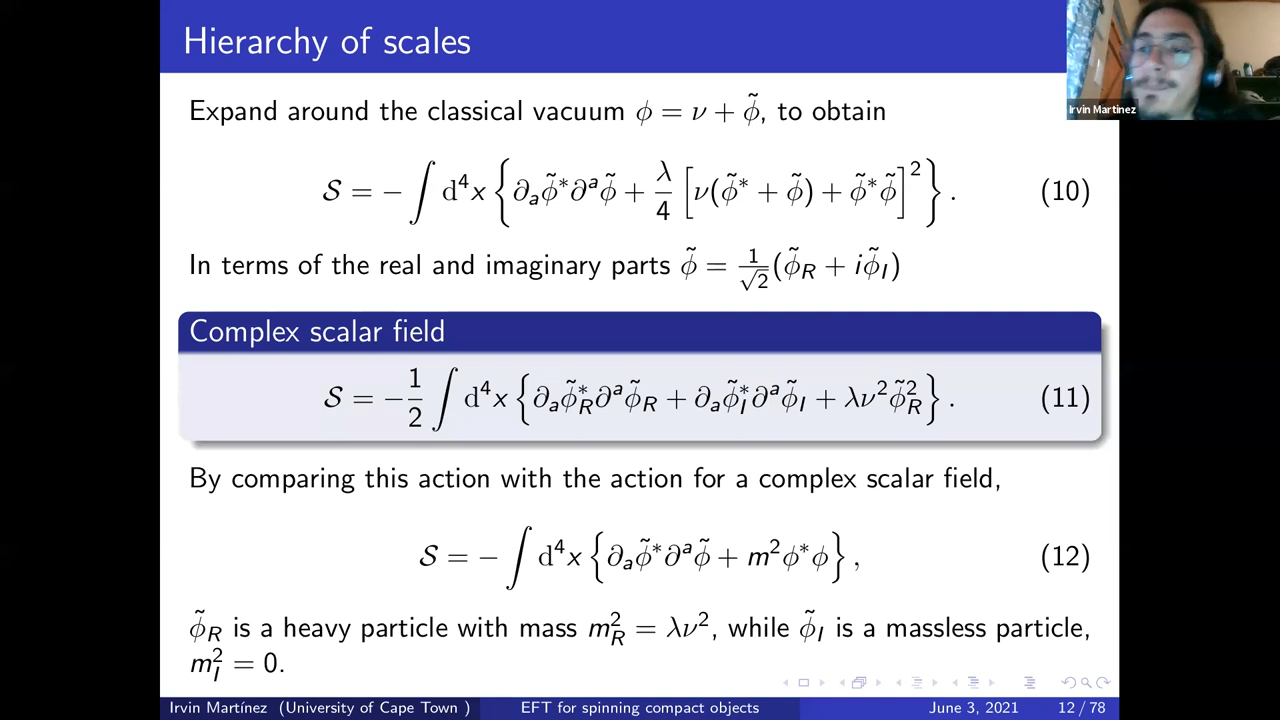 Hierarchy of scales
Irvin Martinez
Expand around the classical vacuum ϕ = ν + ϕ̃, to obtain
𝒮 = − ∫ d⁴x { ∂ₐϕ̃*∂ᵃϕ̃ + λ/4 [ν(ϕ̃* + ϕ̃) + ϕ̃*ϕ̃]² } . (10)
In terms of the real and imaginary parts ϕ̃ = 1/√2 (ϕ̃_R + iϕ̃_I)
Complex scalar field
𝒮 = −1/2 ∫ d⁴x { ∂ₐϕ̃*_R∂ᵃϕ̃_R + ∂ₐϕ̃*_I∂ᵃϕ̃_I + λν²ϕ̃²_R } . (11)
By comparing this action with the action for a complex scalar field,
𝒮 = − ∫ d⁴x { ∂ₐϕ̃*∂ᵃϕ̃ + m²ϕ*ϕ } , (12)
ϕ̃_R is a heavy particle with mass m²_R = λν², while ϕ̃_I is a massless particle,
m²_I = 0.
Irvin Martínez (University of Cape Town ) EFT for spinning compact objects June 3, 2021 12 / 78